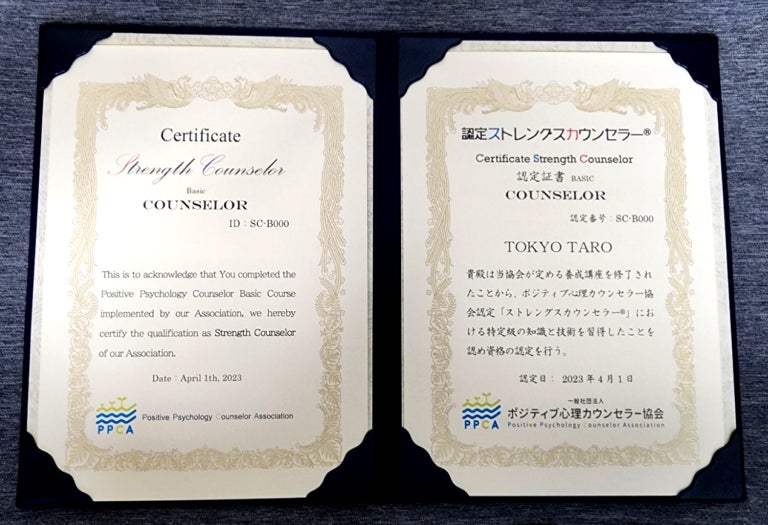 Certificate
Strength Counselor
Basic
COUNSELOR
ID : SC-B000
This is to acknowledge that You completed the
Positive Psychology Counselor Basic Course
implemented by our Association, we hereby
certify the qualification as Strength Counselor
of our Association.
Date : April 1th, 2023
PPCA
Positive Psychology Counselor Association
認定ストレングスカウンセラー®
Certificate Strength Counselor
認定証書 BASIC
COUNSELOR
認定番号：SC-B000
TOKYO TARO
貴殿は当協会が定める養成講座を修了され
たことから、ポジティブ心理カウンセラー協
会認定「ストレングスカウンセラー®」にお
ける特定級の知識と技術を習得したことを
認め資格の認定を行う。
認定日： 2023年4月1日
PPCA
一般社団法人
ポジティブ心理カウンセラー協会
Positive Psychology Counselor Association